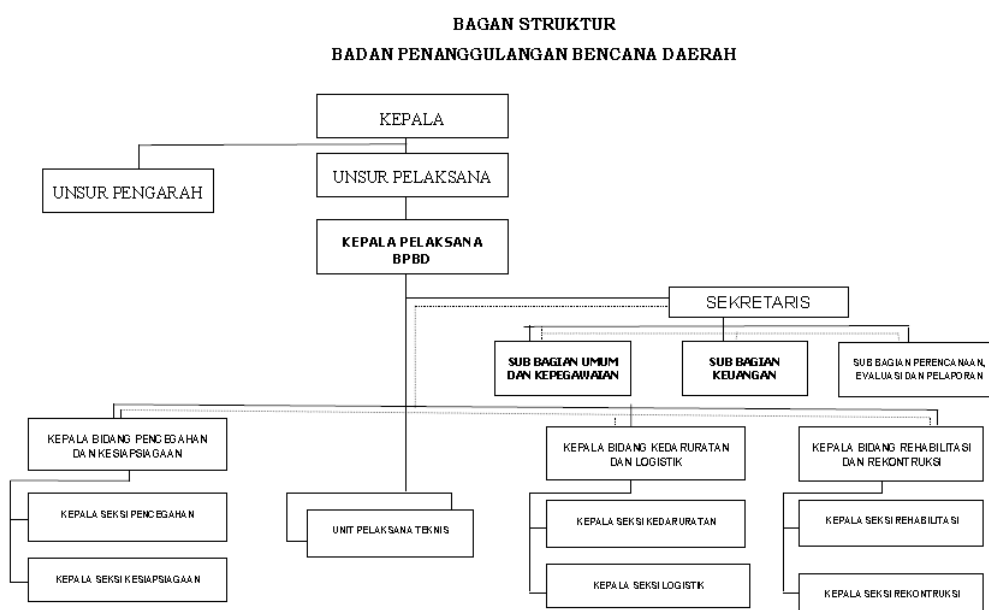 BAGAN STRUKTUR
BADAN PENANGGULANGAN BENCANA DAERAH
KEPALA
UNSUR PENGARAH
UNSUR PELAKSANA
KEPALA PELAKSANA
BPBD
SEKRETARIS
SUB BAGIAN UMUM
DAN KEPEGAWAIAN
SUB BAGIAN
KEUANGAN
SUB BAGIAN PERENCANAAN,
EVALUASI DAN PELAPORAN
KEPALA BIDANG PENCEGAHAN
DAN KESIAPSIAGAAN
KEPALA BIDANG KEDARURATAN
DAN LOGISTIK
KEPALA BIDANG REHABILITASI
DAN REKONTRUKSI
KEPALA SEKSI PENCEGAHAN
UNIT PELAKSANA TEKNIS
KEPALA SEKSI KEDARURATAN
KEPALA SEKSI REHABILITASI
KEPALA SEKSI KESIAPSIAGAAN
KEPALA SEKSI LOGISTIK
KEPALA SEKSI REKONTRUKSI